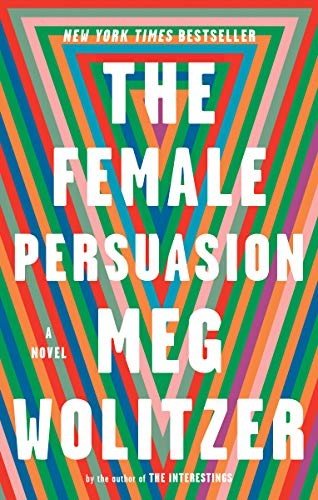 NEW YORK TIMES BESTSELLER
THE
FEMALE
PERSUASION
A
NOVEL
MEG
WOLITZER
by the author of THE INTERESTINGS